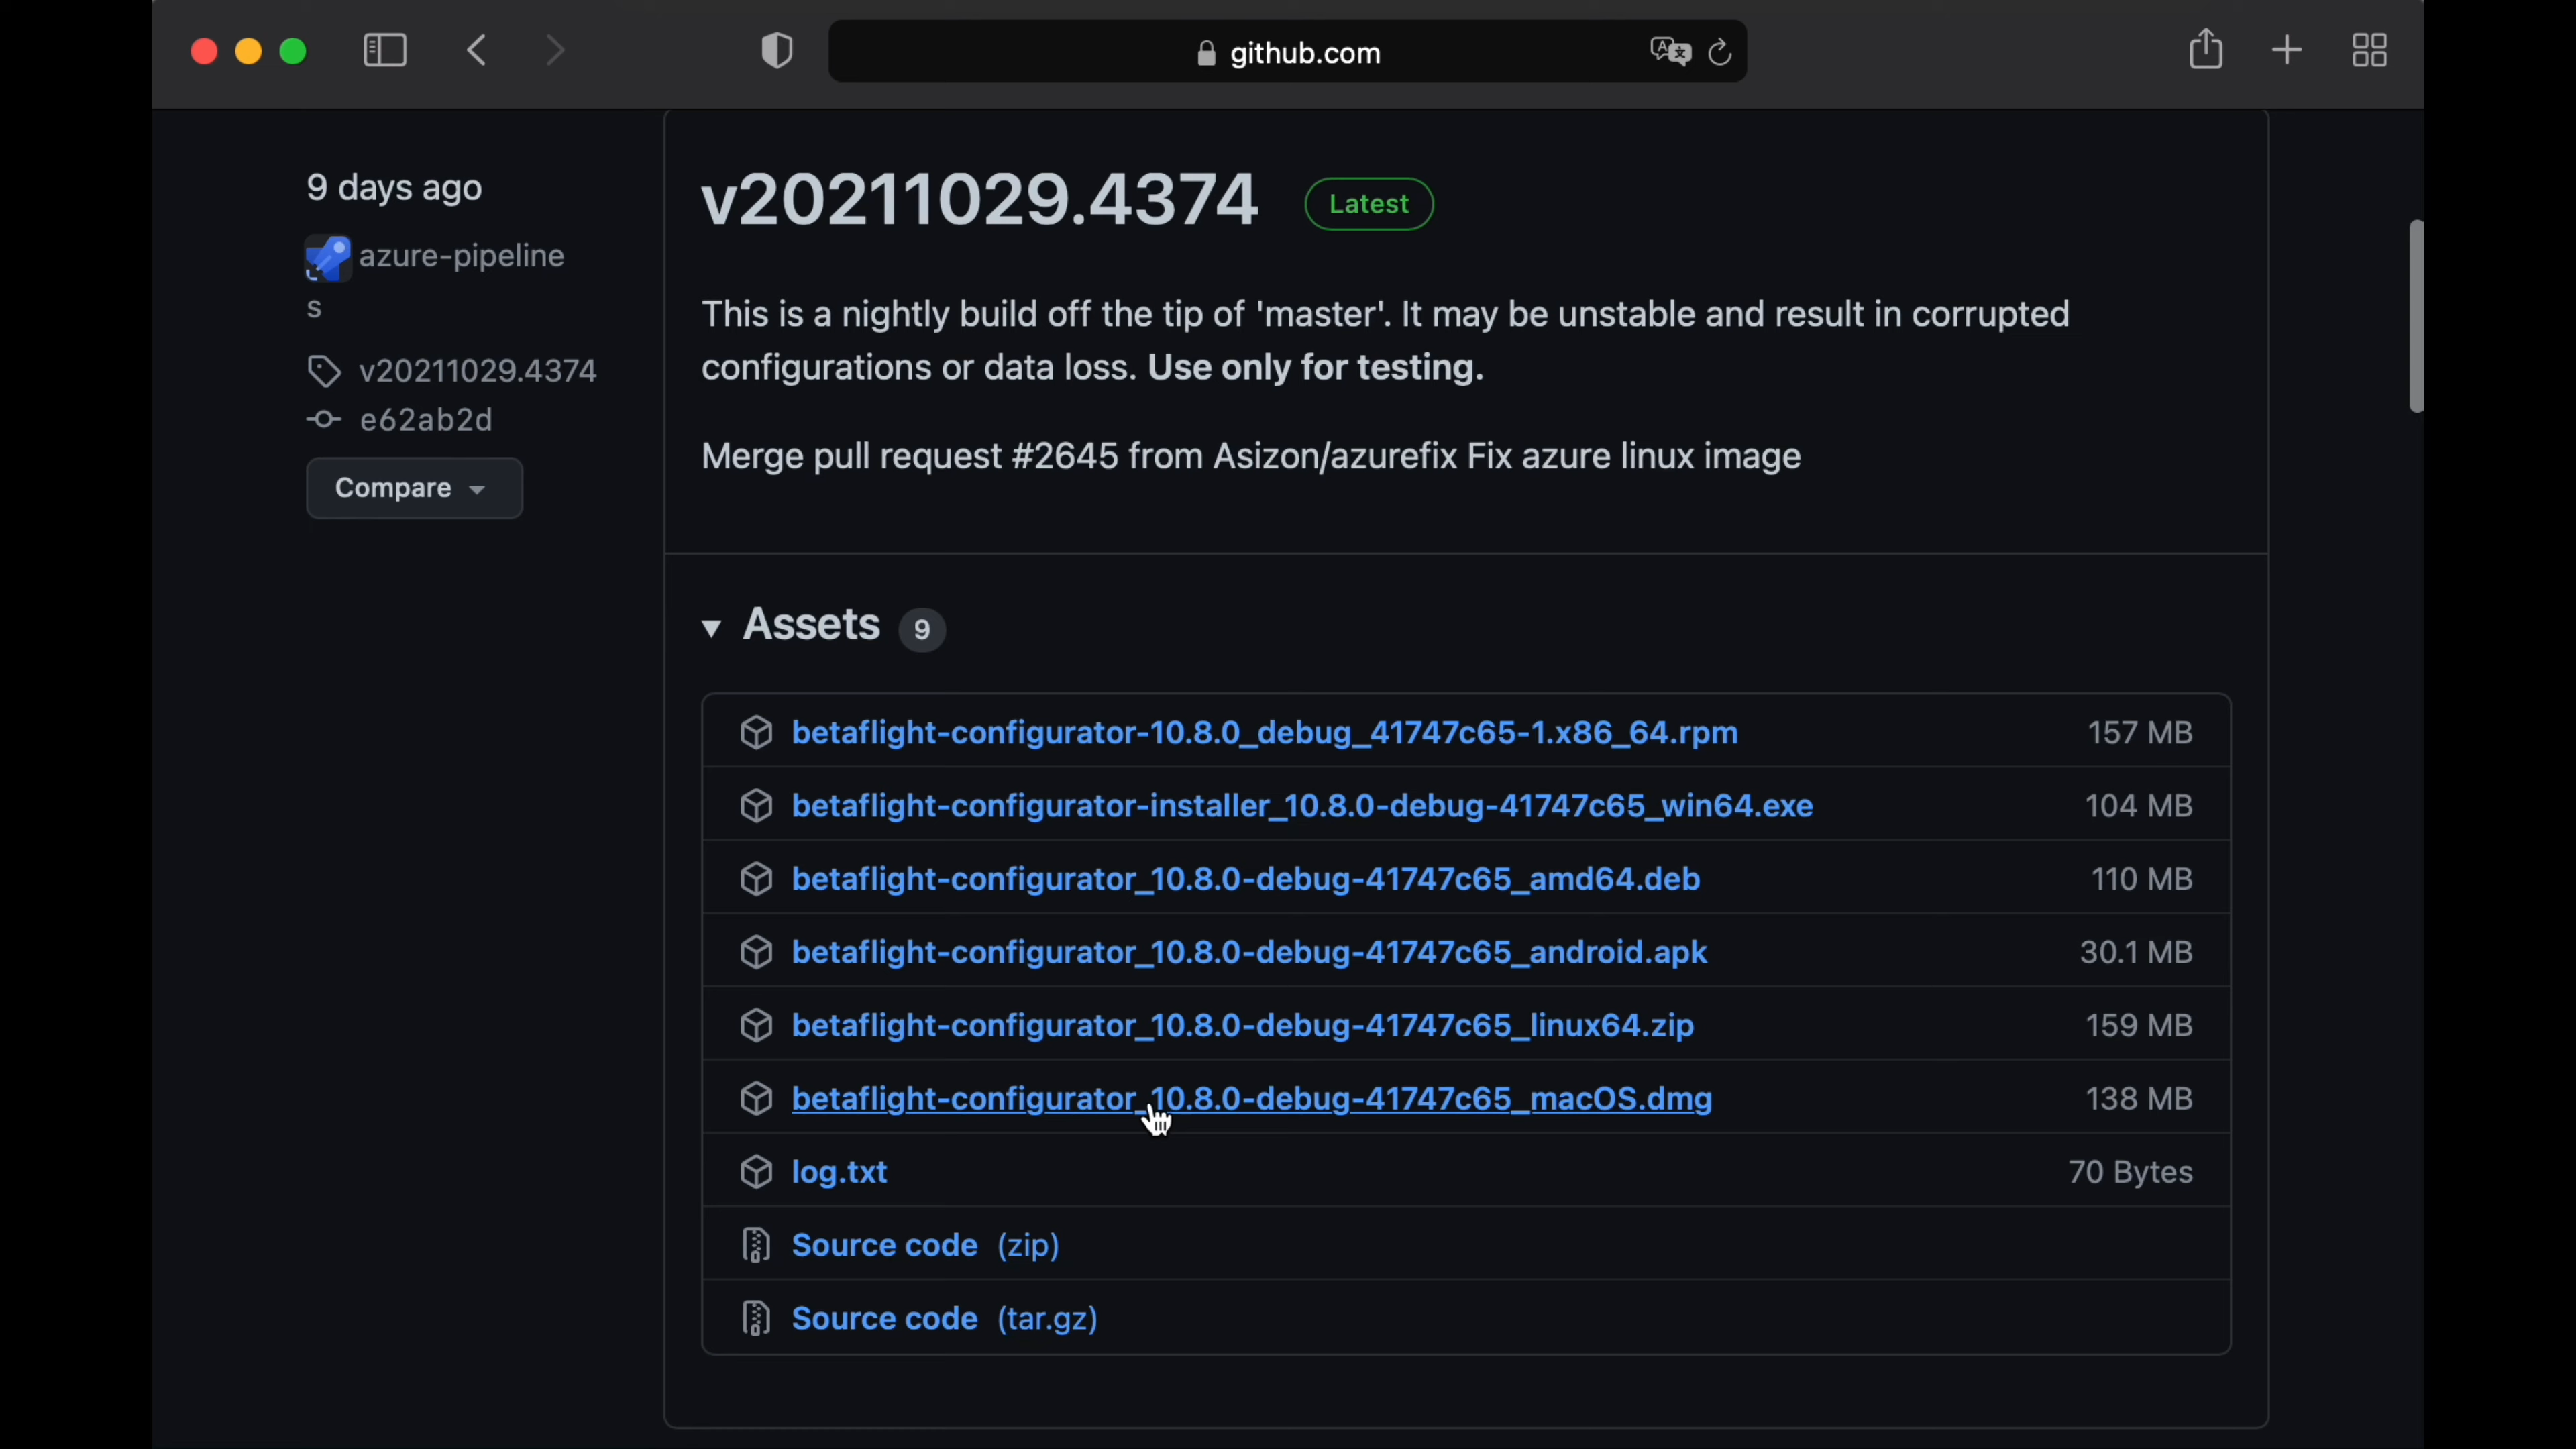 github.com
9 days ago
azure-pipeline
s
v20211029.4374
e62ab2d
Compare
v20211029.4374 Latest
This is a nightly build off the tip of 'master'. It may be unstable and result in corrupted
configurations or data loss. Use only for testing.
Merge pull request #2645 from Asizon/azurefix Fix azure linux image
Assets 9
betaflight-configurator-10.8.0_debug_41747c65-1.x86_64.rpm 157 MB
betaflight-configurator-installer_10.8.0-debug-41747c65_win64.exe 104 MB
betaflight-configurator_10.8.0-debug-41747c65_amd64.deb 110 MB
betaflight-configurator_10.8.0-debug-41747c65_android.apk 30.1 MB
betaflight-configurator_10.8.0-debug-41747c65_linux64.zip 159 MB
betaflight-configurator_10.8.0-debug-41747c65_macOS.dmg 138 MB
log.txt 70 Bytes
Source code (zip)
Source code (tar.gz)